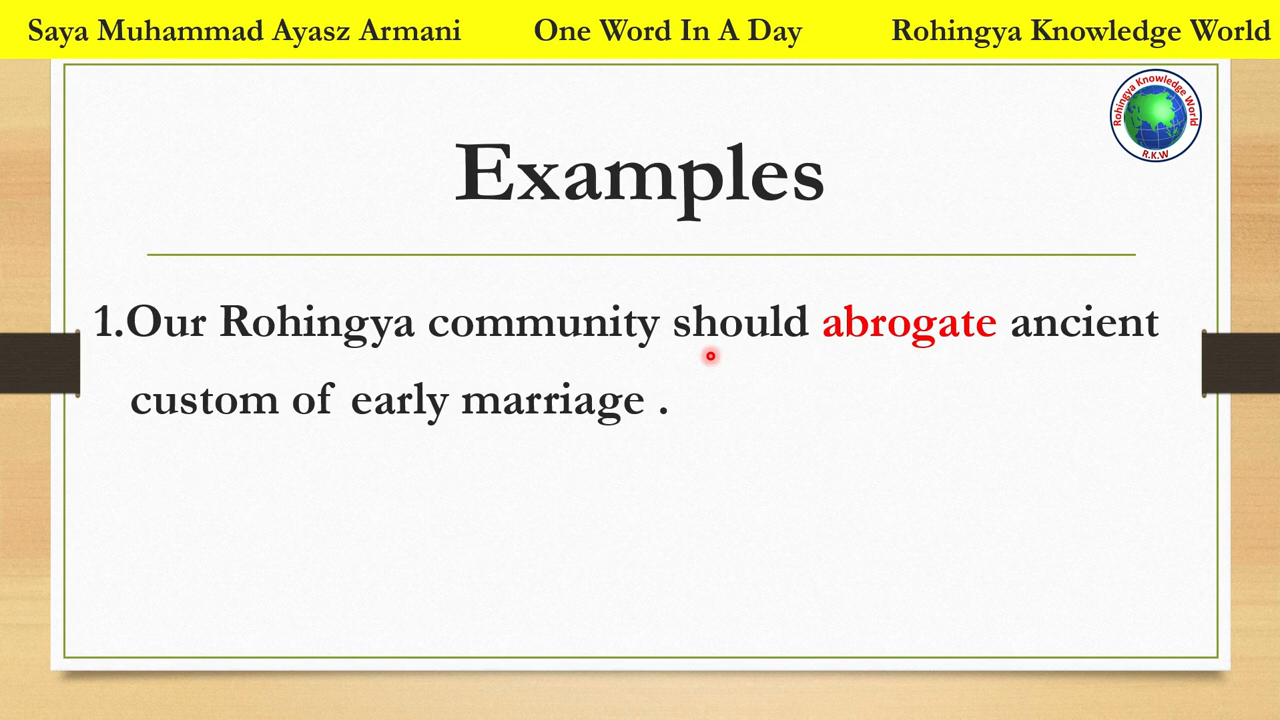 Saya Muhammad Ayasz Armani One Word In A Day Rohingya Knowledge World
Rohingya Knowledge World
R.K.W
Examples
1.Our Rohingya community should abrogate ancient
custom of early marriage .